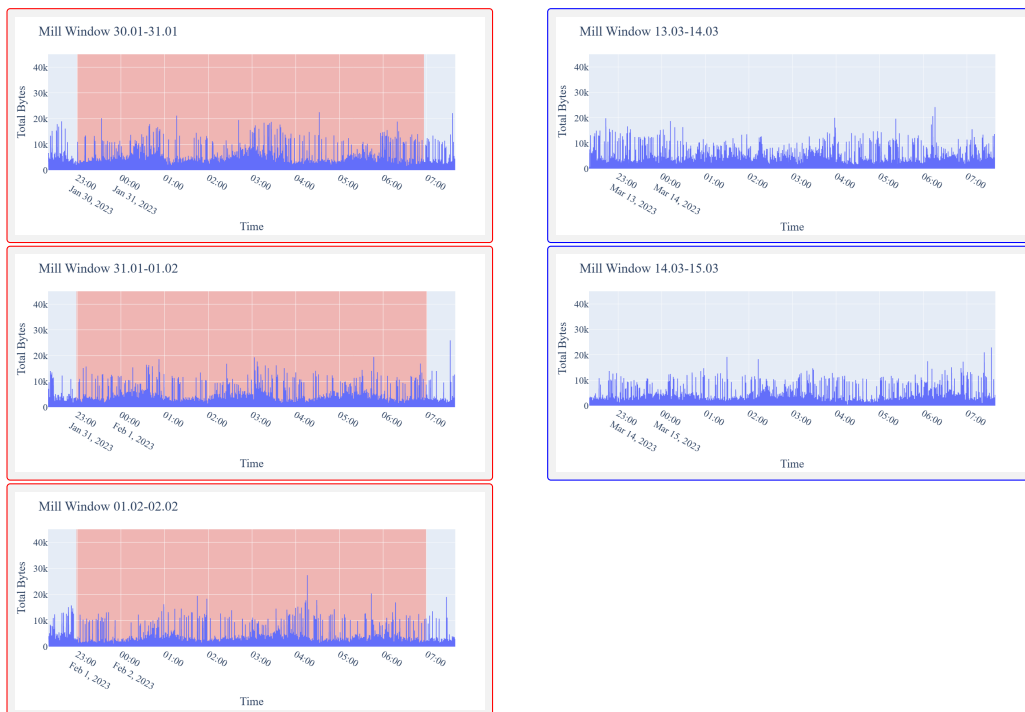 Mill Window 30.01-31.01
Total Bytes
40k
30k
20k
10k
0
23:00 00:00 01:00 02:00 03:00 04:00 05:00 06:00 07:00
Jan 30, 2023 Jan 31, 2023
Time
Mill Window 13.03-14.03
Total Bytes
40k
30k
20k
10k
0
23:00 00:00 01:00 02:00 03:00 04:00 05:00 06:00 07:00
Mar 13, 2023 Mar 14, 2023
Time
Mill Window 31.01-01.02
Total Bytes
40k
30k
20k
10k
0
23:00 00:00 01:00 02:00 03:00 04:00 05:00 06:00 07:00
Jan 31, 2023 Feb 1, 2023
Time
Mill Window 14.03-15.03
Total Bytes
40k
30k
20k
10k
0
23:00 00:00 01:00 02:00 03:00 04:00 05:00 06:00 07:00
Mar 14, 2023 Mar 15, 2023
Time
Mill Window 01.02-02.02
Total Bytes
40k
30k
20k
10k
0
23:00 00:00 01:00 02:00 03:00 04:00 05:00 06:00 07:00
Feb 1, 2023 Feb 2, 2023
Time